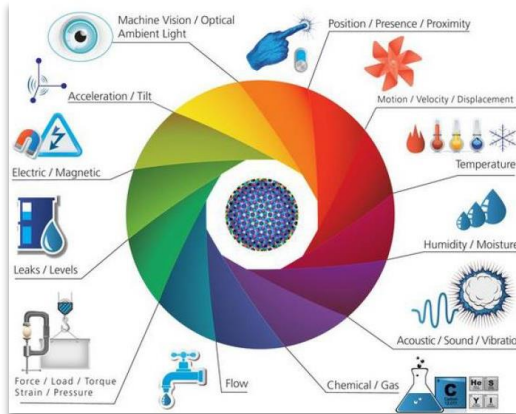 Machine Vision / Optical
Ambient Light
Position / Presence / Proximity
Acceleration / Tilt
Motion / Velocity / Displacement
Electric / Magnetic
Temperature
Leaks / Levels
Humidity / Moisture
Force / Load / Torque
Strain / Pressure
Flow
Chemical / Gas
Acoustic / Sound / Vibratio
C
He
S
Y
I